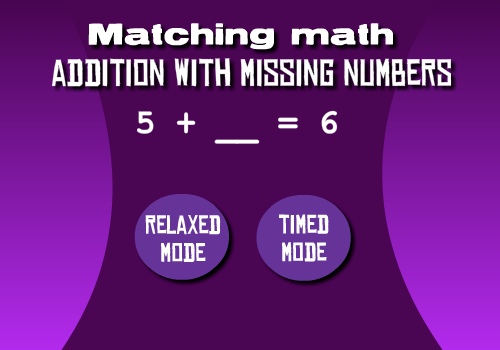 Matching math
ADDITION WITH MISSING NUMBERS
5 + __ = 6
RELAXED
MODE
TIMED
MODE